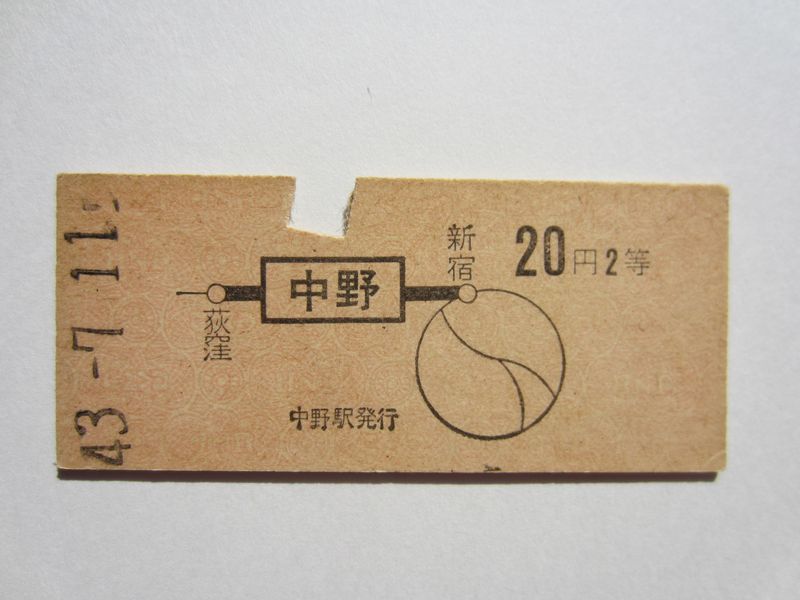 43-7.11
新宿
20円2等
中野
荻窪
中野駅発行